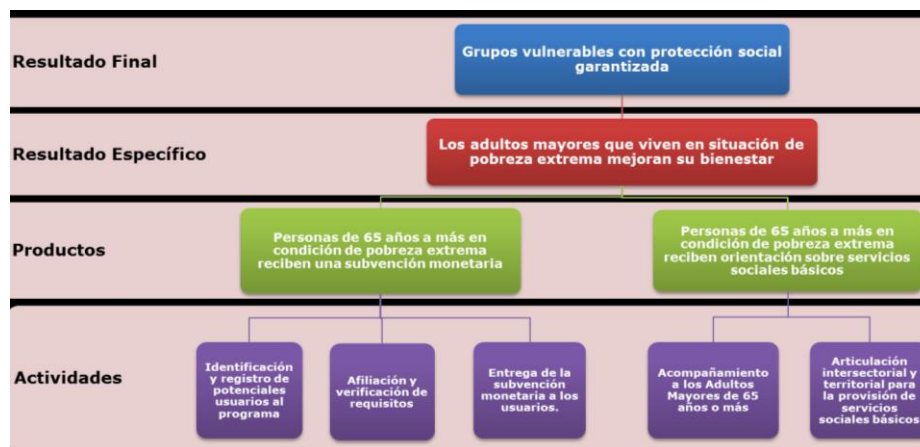 Resultado Final
Grupos vulnerables con protección social
garantizada
Resultado Específico
Los adultos mayores que viven en situación de
pobreza extrema mejoran su bienestar
Productos
Personas de 65 años a más en
condición de pobreza extrema
reciben una subvención monetaria
Personas de 65 años a más en
condición de pobreza extrema
reciben orientación sobre servicios
sociales básicos
Actividades
Identificación
y registro de
potenciales
usuarios al
programa
Afiliación y
verificación de
requisitos
Entrega de la
subvención
monetaria a los
usuarios.
Acompañamiento
a los Adultos
Mayores de 65
años o más
Articulación
intersectorial y
territorial para
la provisión de
servicios
sociales básicos